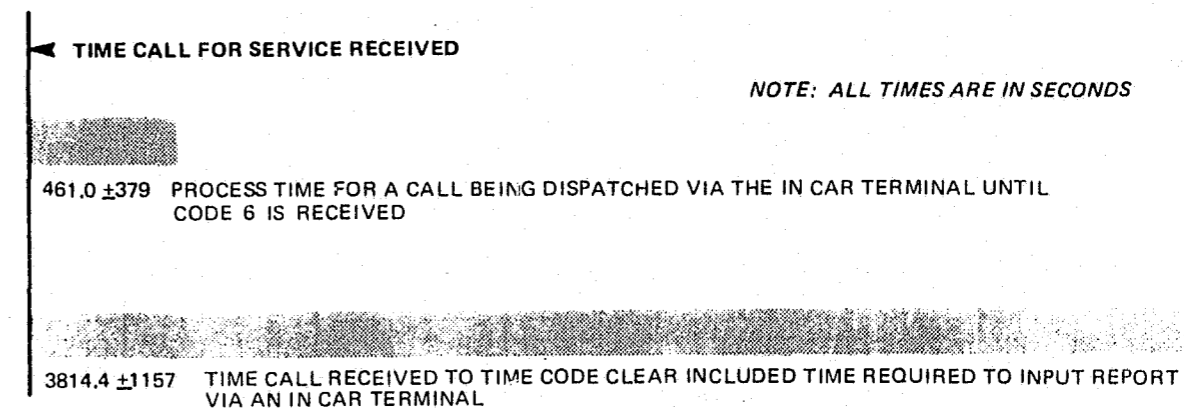 TIME CALL FOR SERVICE RECEIVED
NOTE: ALL TIMES ARE IN SECONDS
461.0 ±379 PROCESS TIME FOR A CALL BEING DISPATCHED VIA THE IN CAR TERMINAL UNTIL
CODE 6 IS RECEIVED
3814.4 ±1157 TIME CALL RECEIVED TO TIME CODE CLEAR INCLUDED TIME REQUIRED TO INPUT REPORT
VIA AN IN CAR TERMINAL